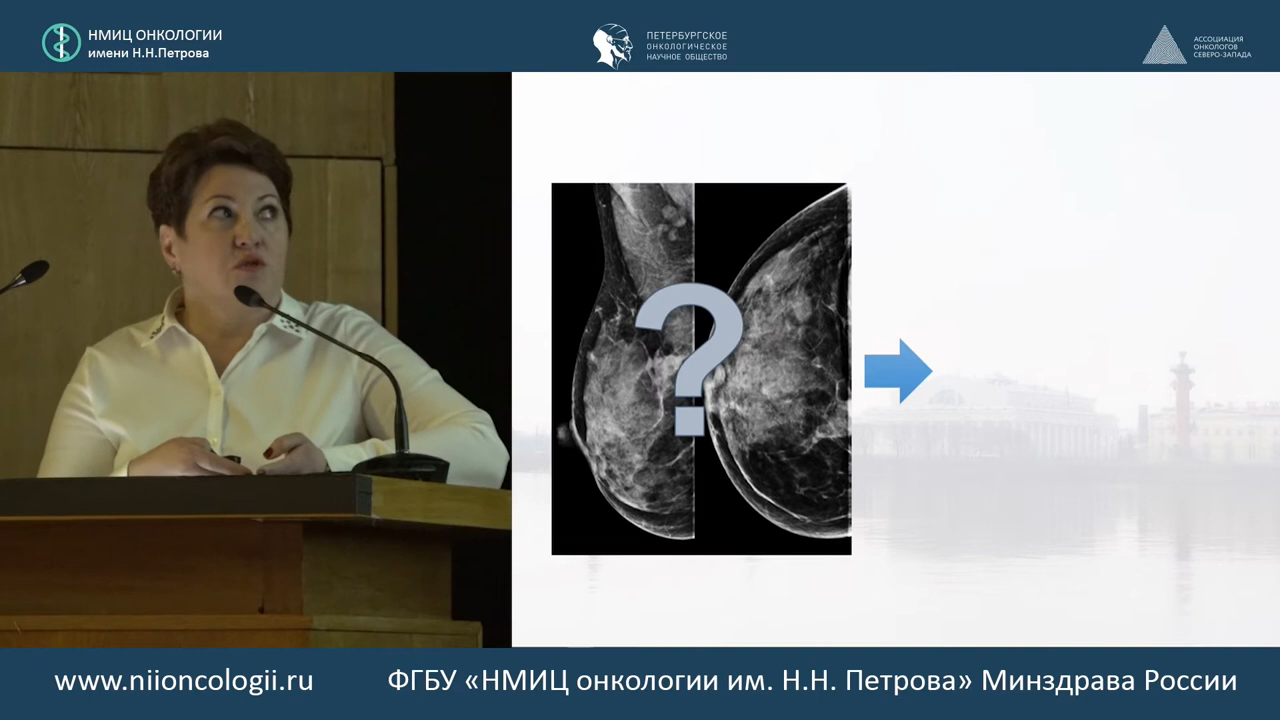 НМИЦ ОНКОЛОГИИ
имени Н.Н.Петрова
ПЕТЕРБУРГСКОЕ
ОНКОЛОГИЧЕСКОЕ
НАУЧНОЕ ОБЩЕСТВО
АССОЦИАЦИЯ
ОНКОЛОГОВ
СЕВЕРО-ЗАПАДА
?
www.niioncologii.ru
ФГБУ «НМИЦ онкологии им. Н.Н. Петрова» Минздрава России